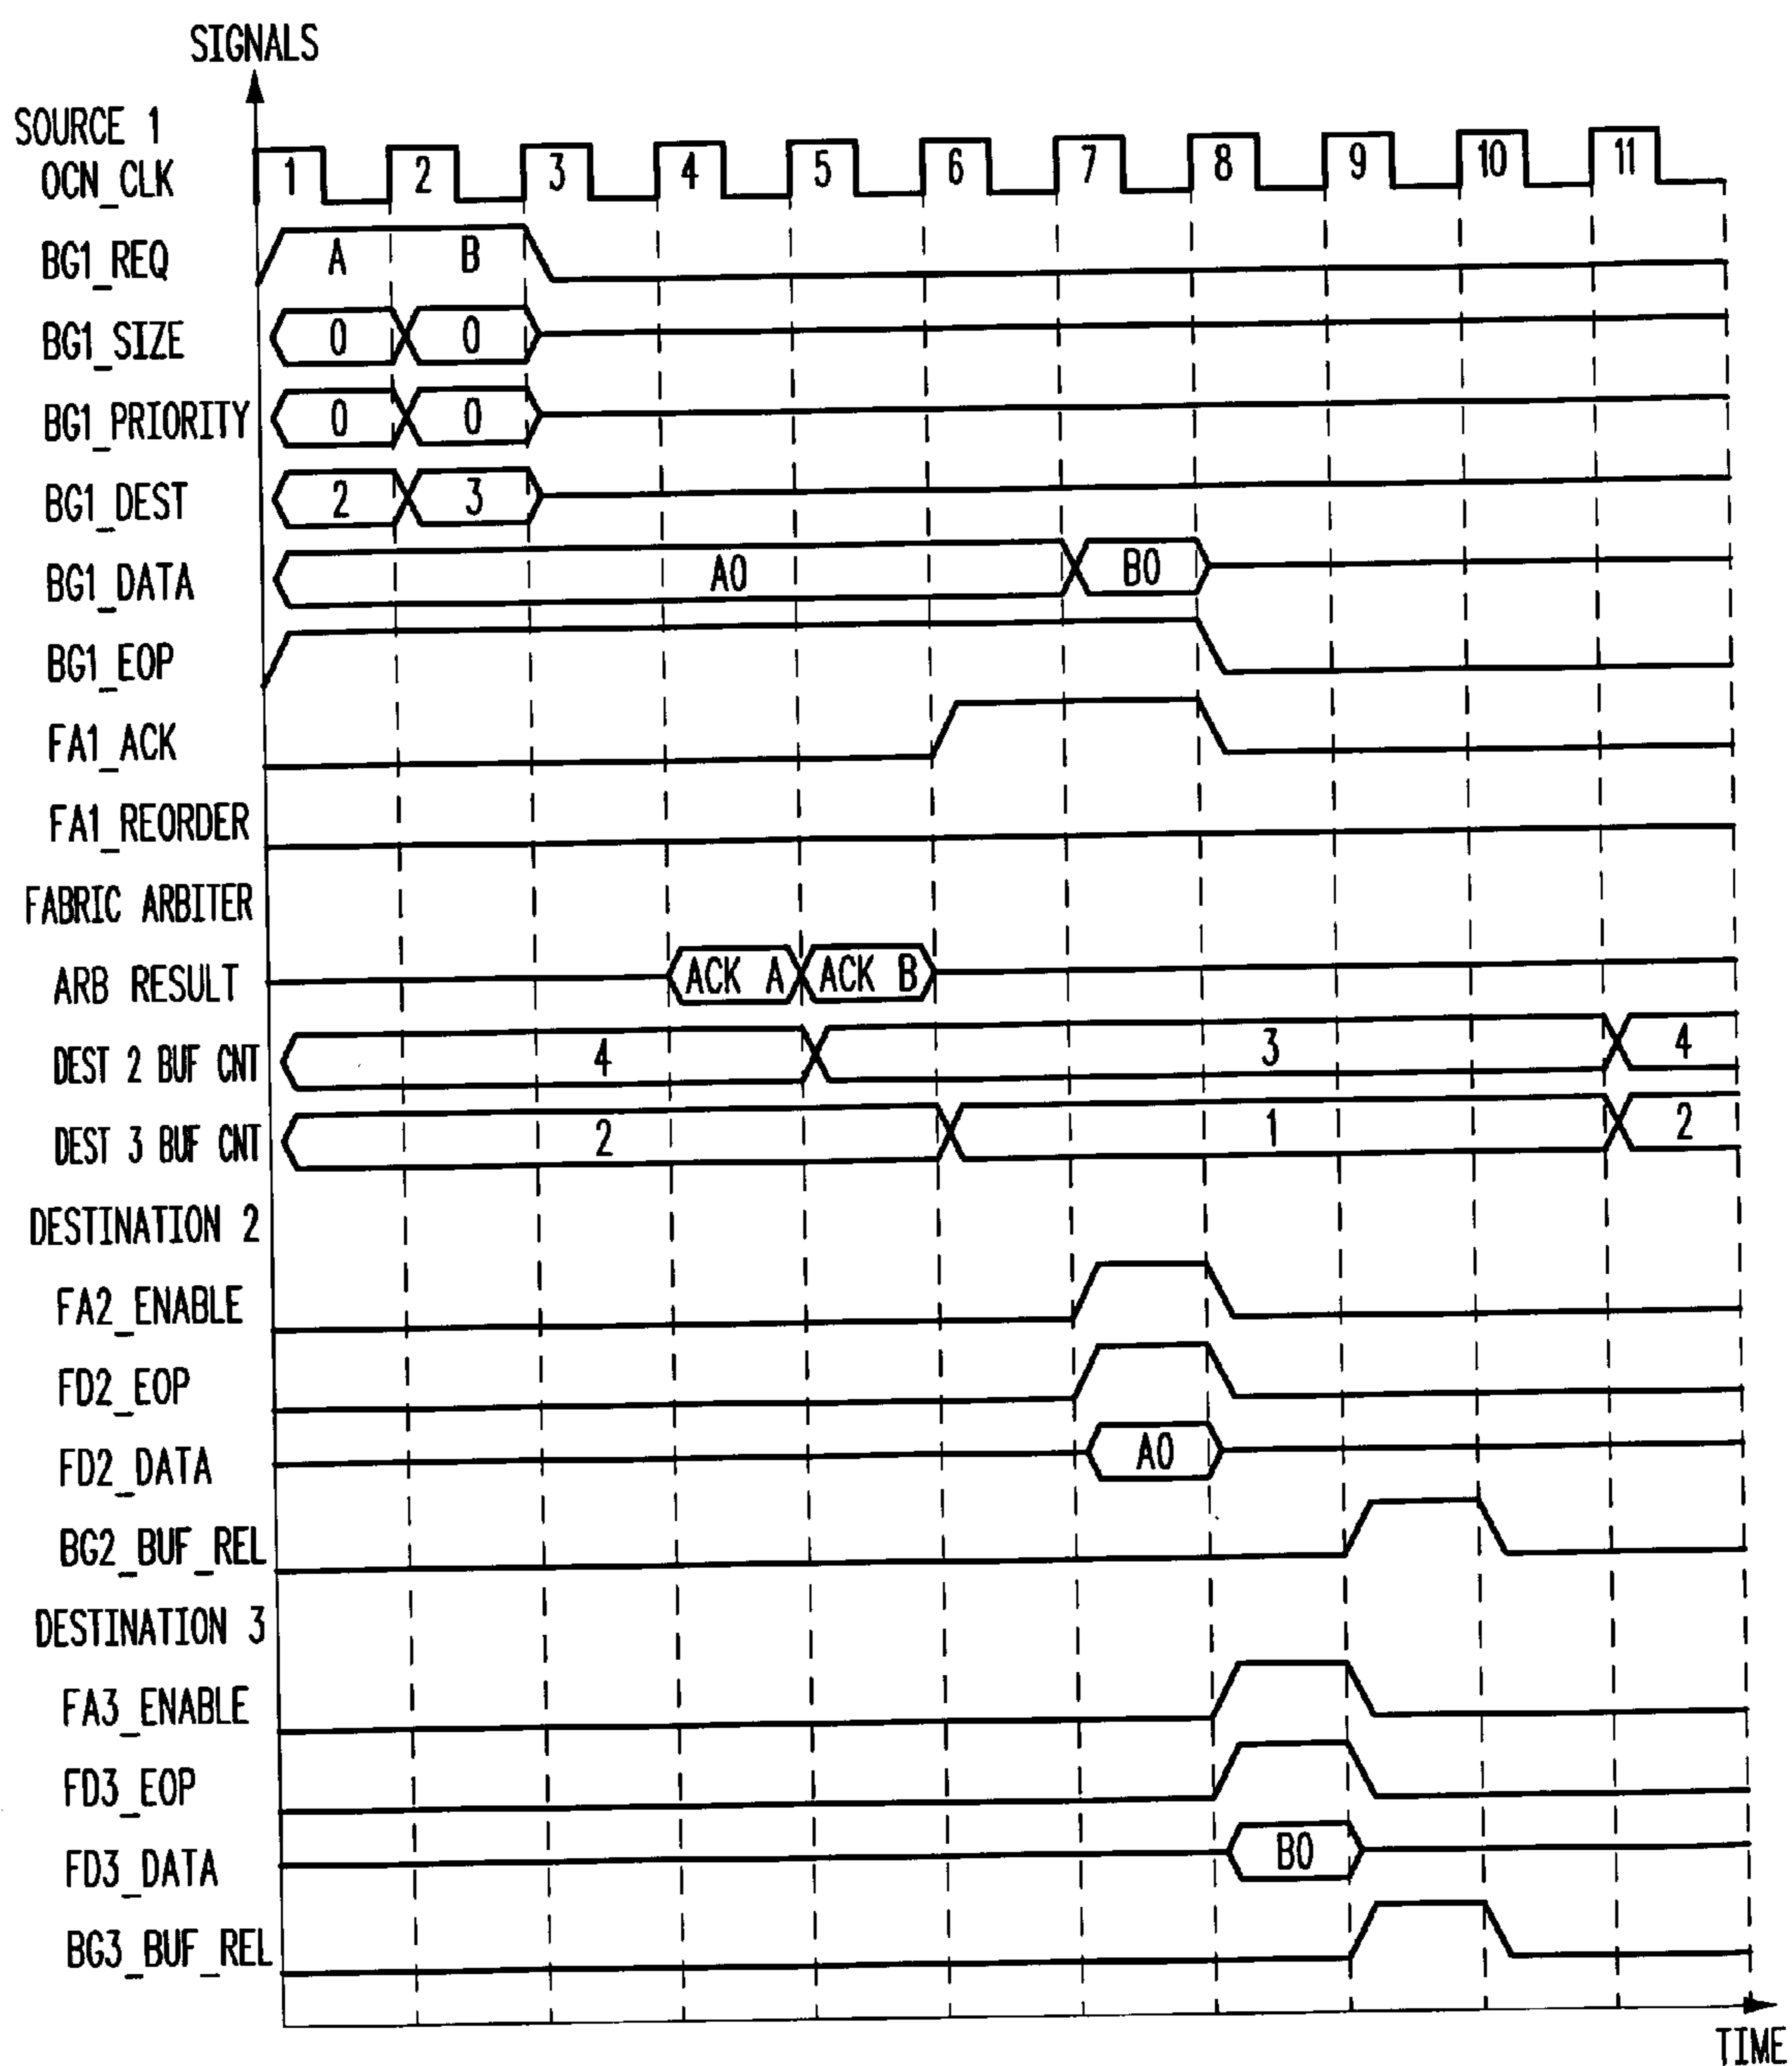 SIGNALS
SOURCE 1
OCN_CLK 1 2 3 4 5 6 7 8 9 10 11
BG1_REQ A B
BG1_SIZE 0 0
BG1_PRIORITY 0 0
BG1_DEST 2 3
BG1_DATA A0 B0
BG1_EOP
FA1_ACK
FA1_REORDER
FABRIC ARBITER
ARB RESULT ACK A ACK B
DEST 2 BUF CNT 4 3 4
DEST 3 BUF CNT 2 1 2
DESTINATION 2
FA2_ENABLE
FD2_EOP
FD2_DATA A0
BG2_BUF_REL
DESTINATION 3
FA3_ENABLE
FD3_EOP
FD3_DATA B0
BG3_BUF_REL
TIME